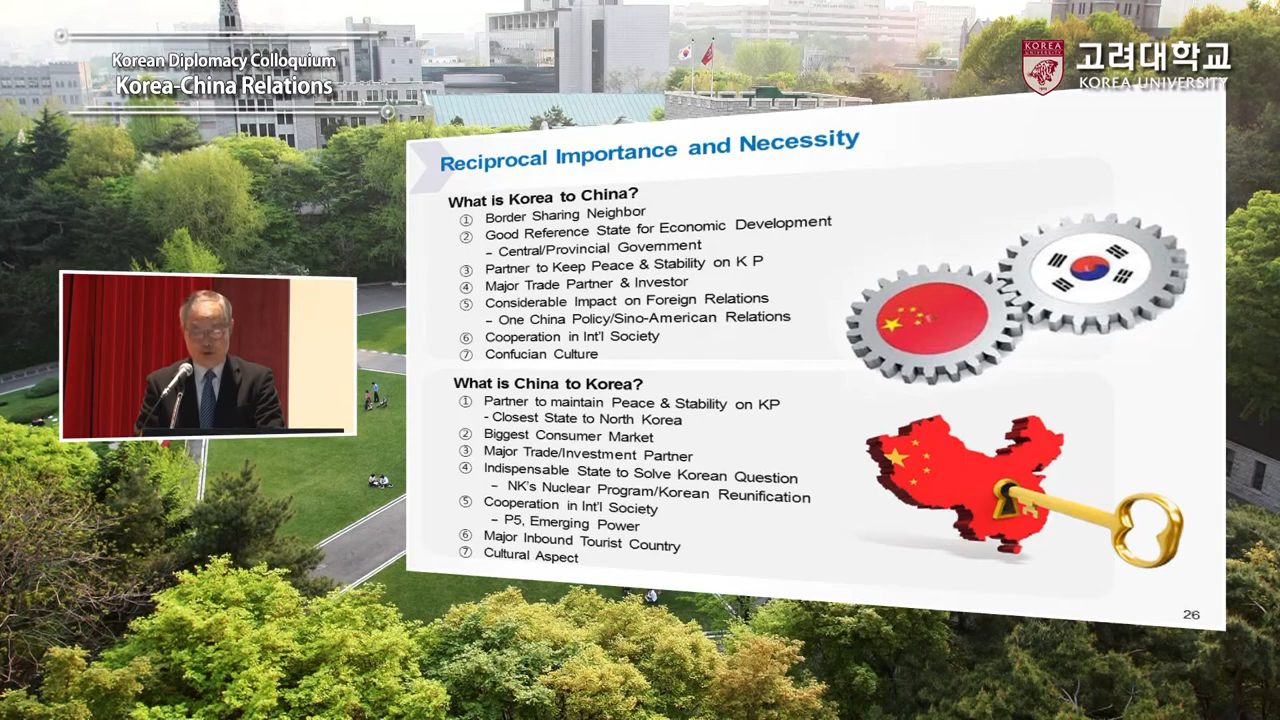 Korean Diplomacy Colloquium
Korea-China Relations
KOREA
UNIVERSITY
고려대학교
KOREA UNIVERSITY
Reciprocal Importance and Necessity
What is Korea to China?
① Border Sharing Neighbor
② Good Reference State for Economic Development
– Central/Provincial Government
③ Partner to Keep Peace & Stability on K P
④ Major Trade Partner & Investor
⑤ Considerable Impact on Foreign Relations
– One China Policy/Sino-American Relations
⑥ Cooperation in Int'l Society
⑦ Confucian Culture
What is China to Korea?
① Partner to maintain Peace & Stability on KP
- Closest State to North Korea
② Biggest Consumer Market
③ Major Trade/Investment Partner
④ Indispensable State to Solve Korean Question
– NK's Nuclear Program/Korean Reunification
⑤ Cooperation in Int'l Society
– P5, Emerging Power
⑥ Major Inbound Tourist Country
⑦ Cultural Aspect
26